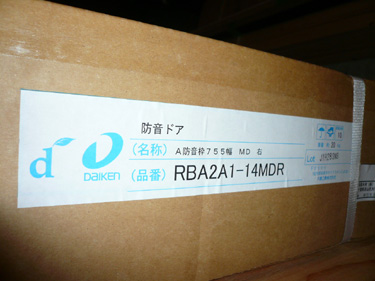 防音ドア
d
DAIKEN
(名称) A防音枠755幅 MD 右
(品番) RBA2A1-14MDR
Lot